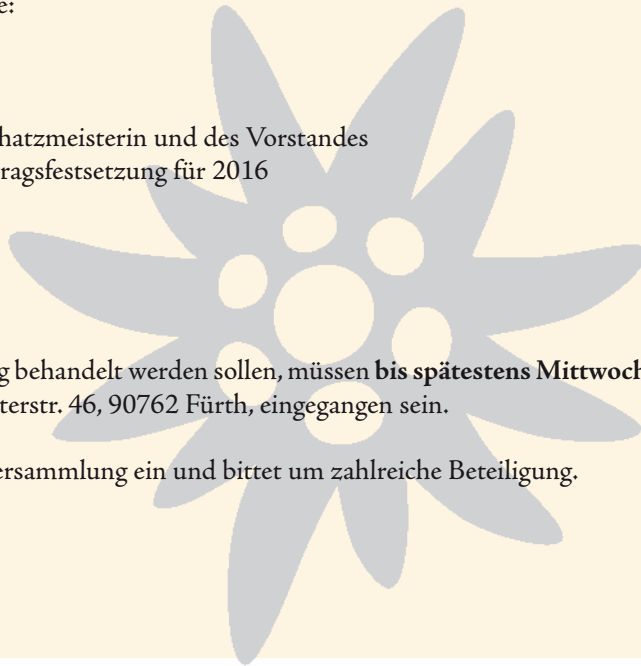 e:
hatzmeisterin und des Vorstandes
ragsfestsetzung für 2016
g behandelt werden sollen, müssen bis spätestens Mittwoch
terstr. 46, 90762 Fürth, eingegangen sein.
ersammlung ein und bittet um zahlreiche Beteiligung.